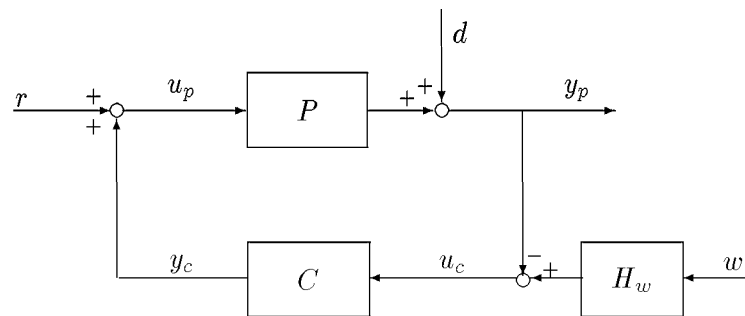 d
r + u_p P + + y_p
+
y_c C u_c − + H_w w